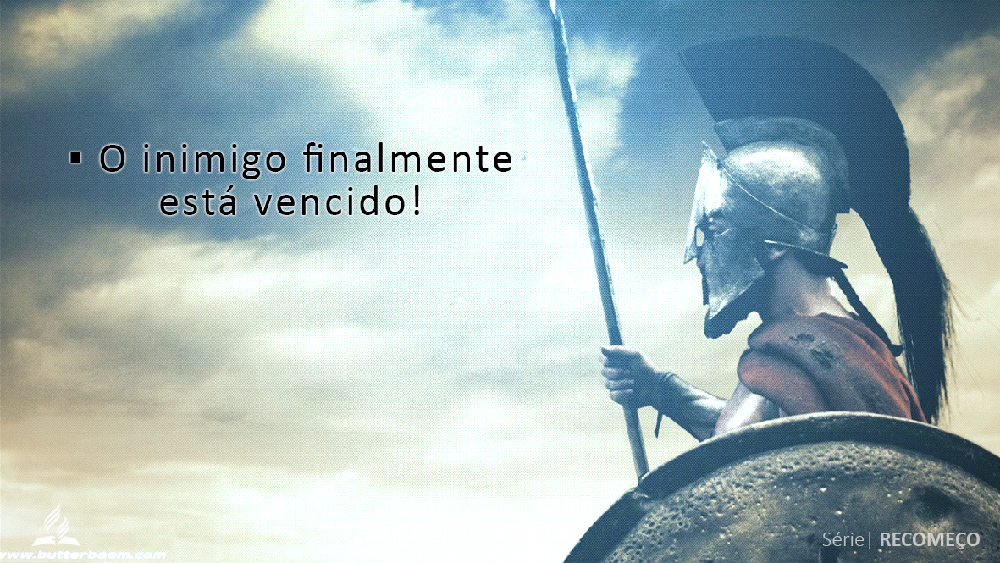 ▪ O inimigo finalmente
está vencido!
www.butterboom.com
Série| RECOMEÇO